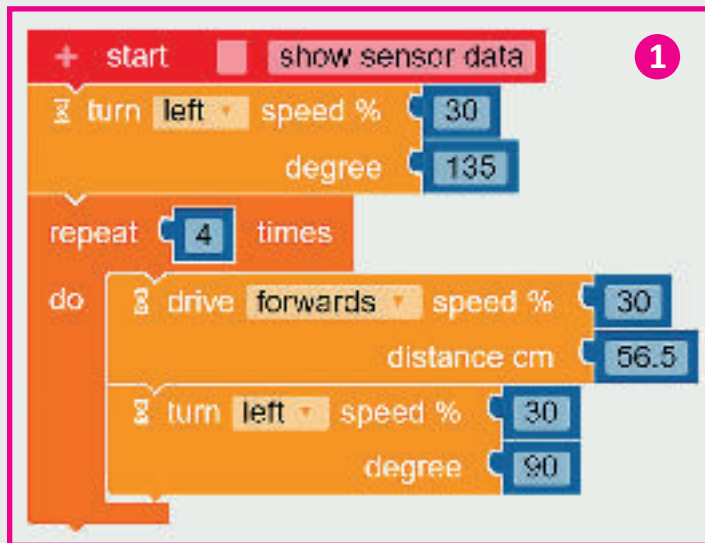 + start show sensor data
1
turn left speed % 30
degree 135
repeat 4 times
do
drive forwards speed % 30
distance cm 56.5
turn left speed % 30
degree 90